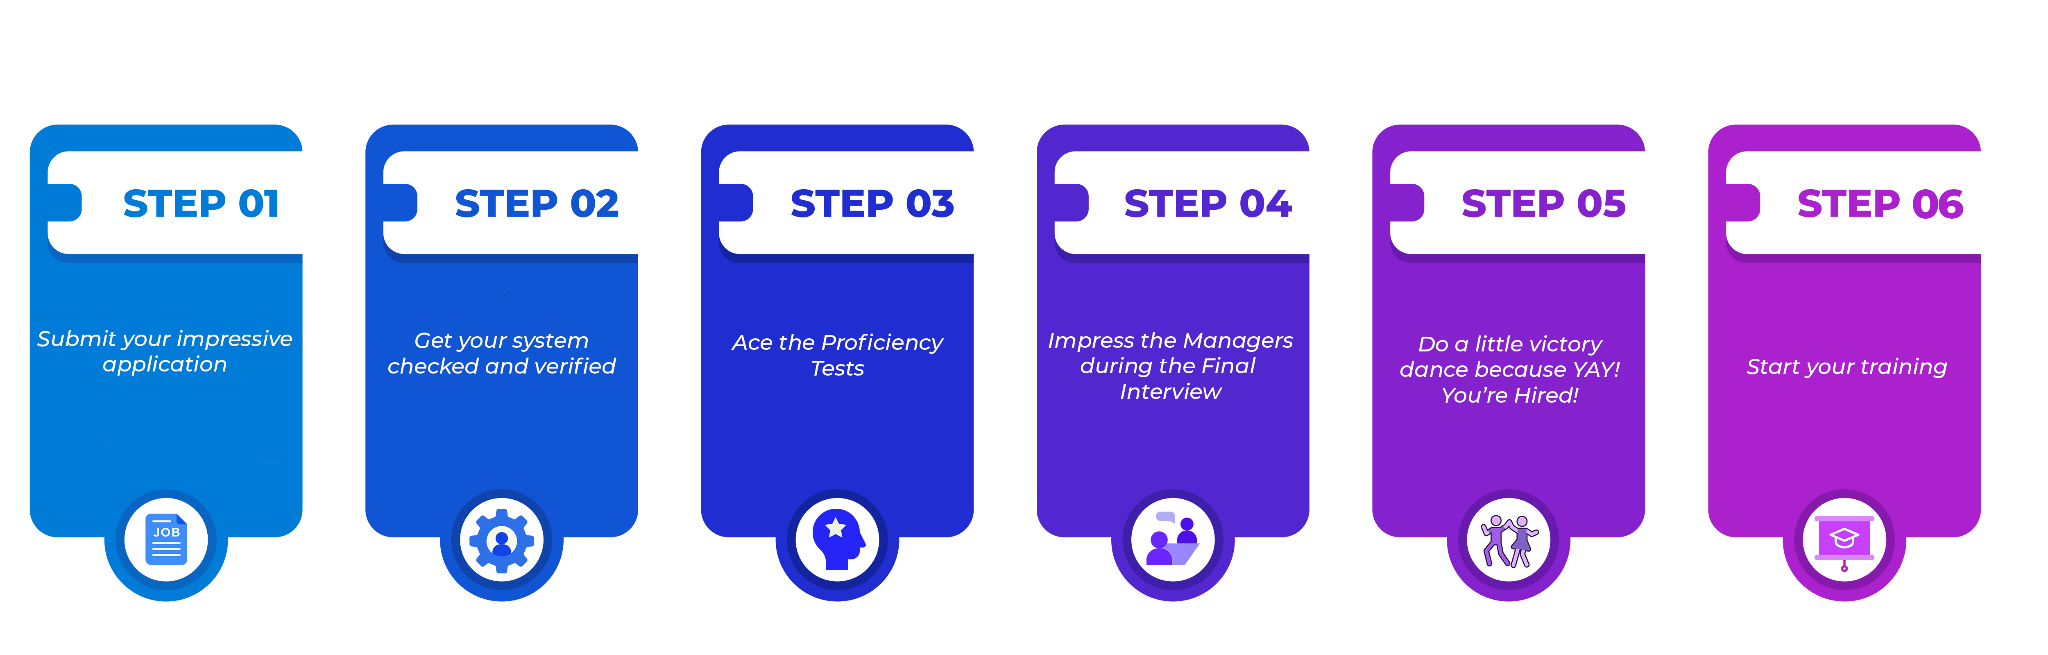 STEP 01
Submit your impressive
application
JOB
STEP 02
Get your system
checked and verified
STEP 03
Ace the Proficiency
Tests
STEP 04
Impress the Managers
during the Final
Interview
STEP 05
Do a little victory
dance because YAY!
You’re Hired!
STEP 06
Start your training